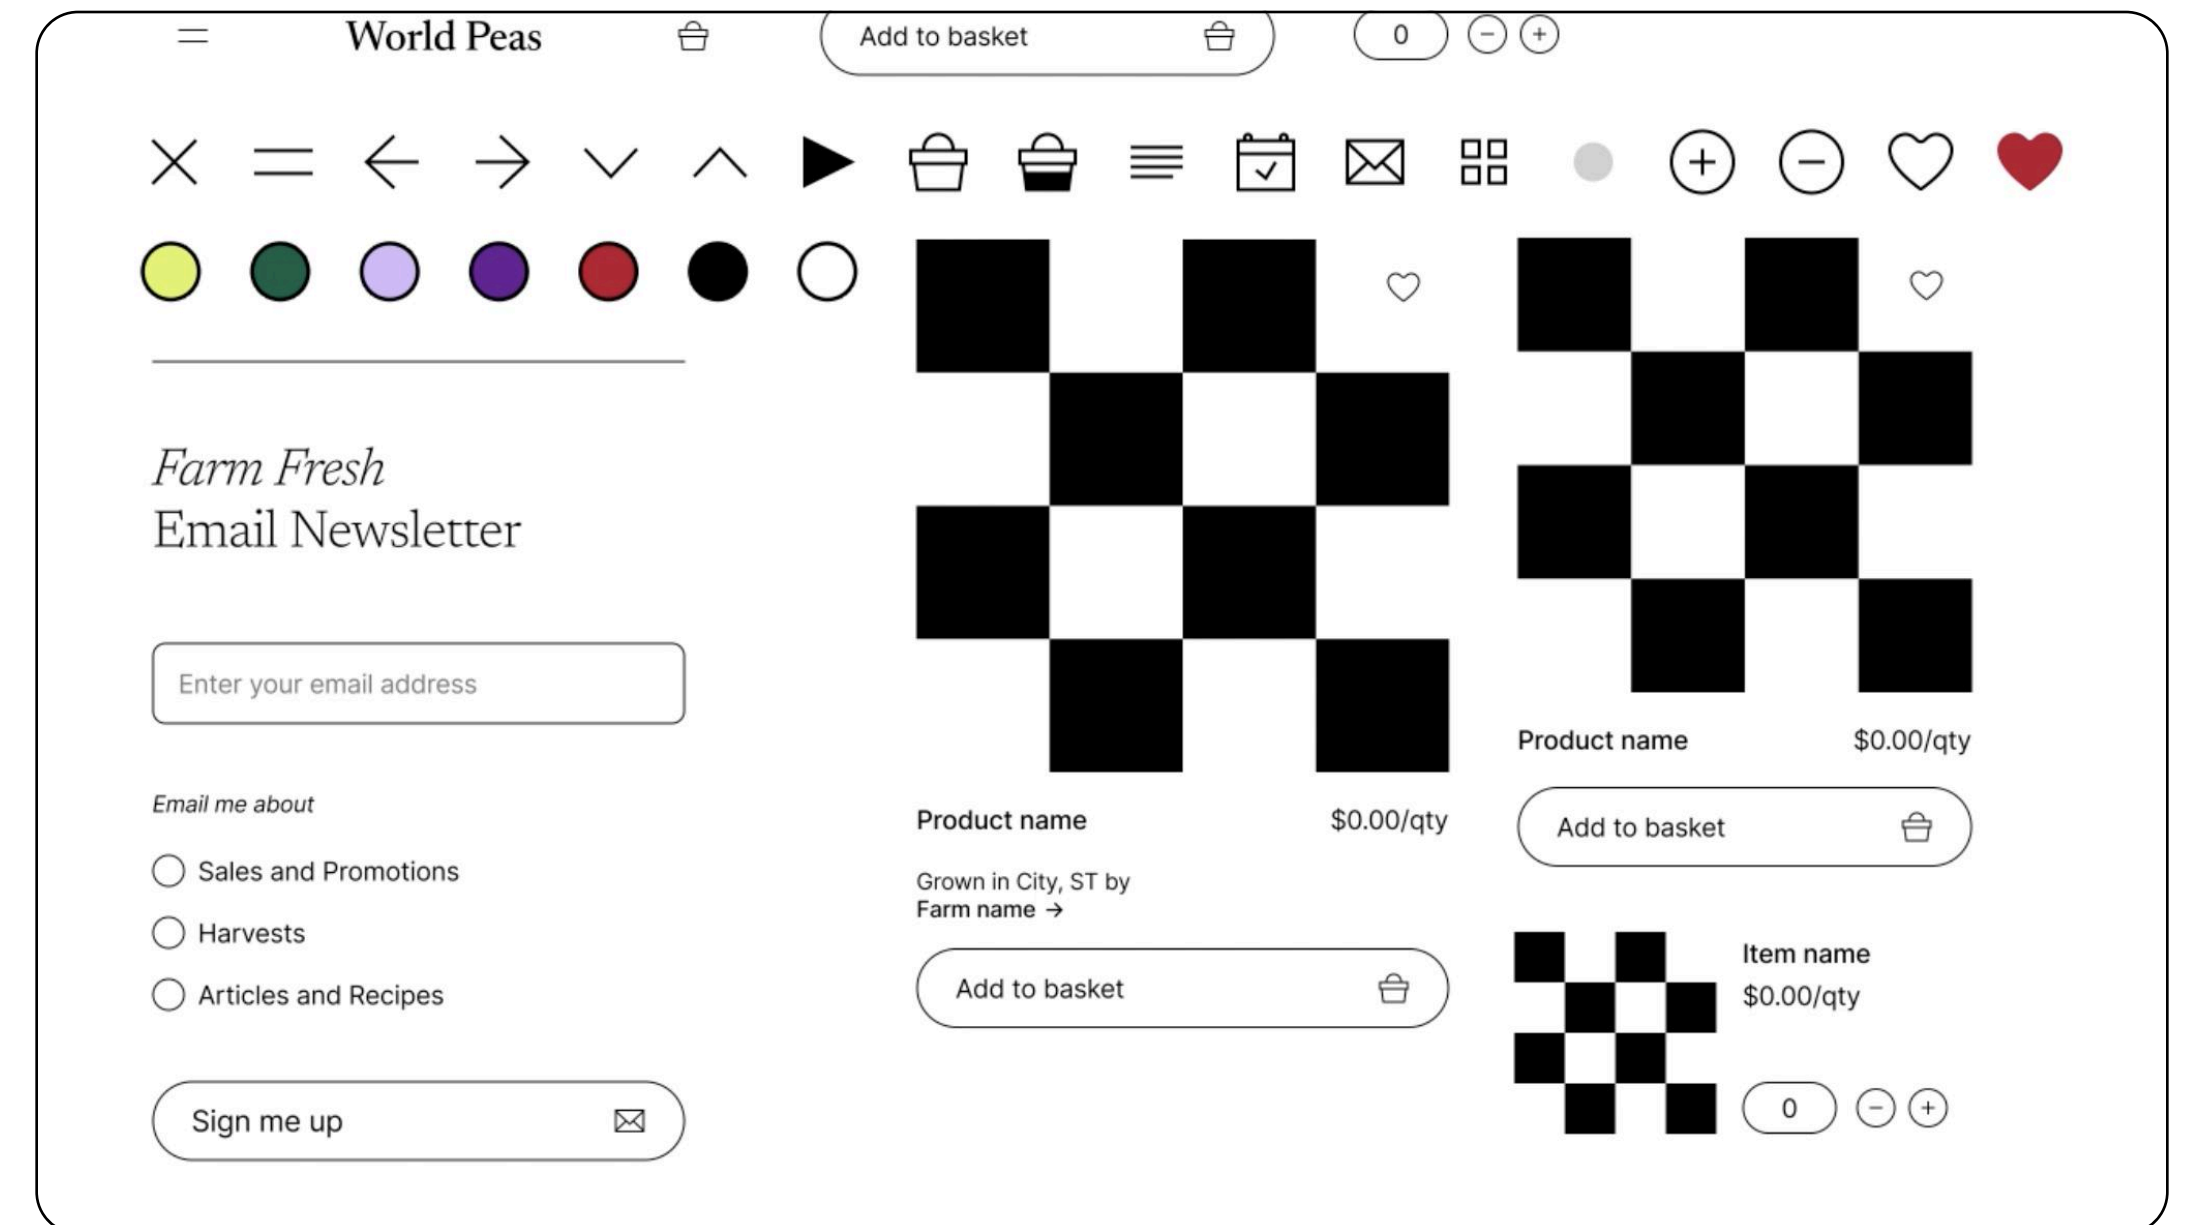 World Peas
Add to basket
0
Farm Fresh
Email Newsletter
Enter your email address
Email me about
Sales and Promotions
Harvests
Articles and Recipes
Sign me up
Product name $0.00/qty
Grown in City, ST by
Farm name →
Add to basket
Product name $0.00/qty
Add to basket
Item name
$0.00/qty
0